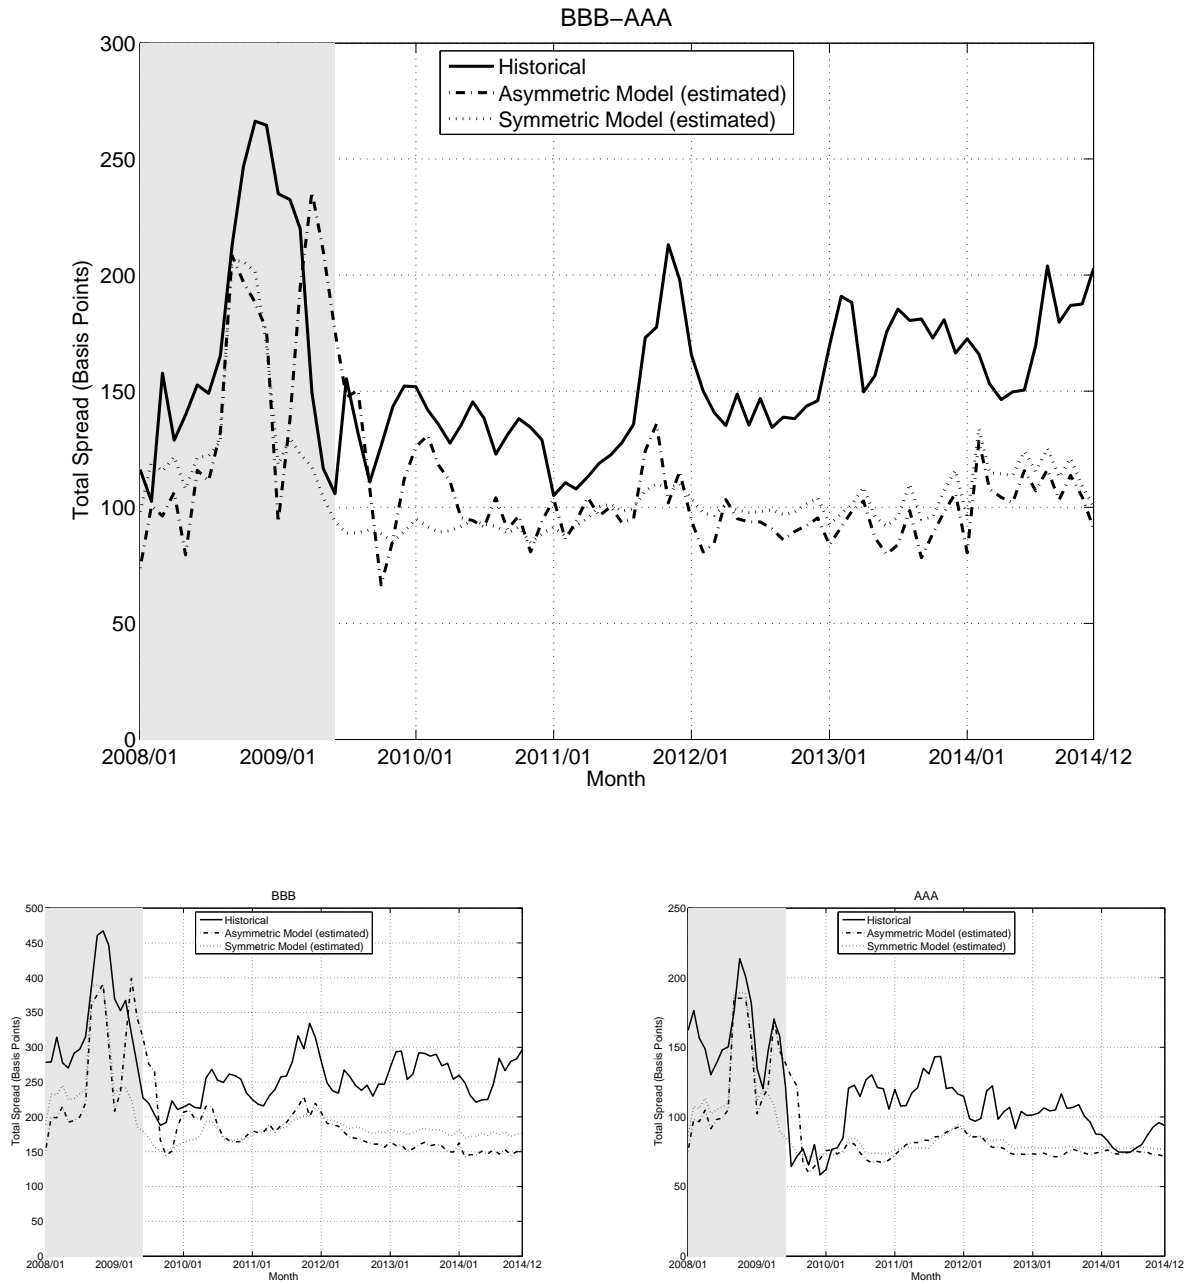 BBB−AAA
300
250
200
150
100
50
0
Total Spread (Basis Points)
Historical
Asymmetric Model (estimated)
Symmetric Model (estimated)
2008/01 2009/01 2010/01 2011/01 2012/01 2013/01 2014/01 2014/12
Month
BBB
500
450
400
350
300
250
200
150
100
50
0
Total Spread (Basis Points)
Historical
Asymmetric Model (estimated)
Symmetric Model (estimated)
2008/01 2009/01 2010/01 2011/01 2012/01 2013/01 2014/01 2014/12
Month
AAA
250
200
150
100
50
0
Total Spread (Basis Points)
Historical
Asymmetric Model (estimated)
Symmetric Model (estimated)
2008/01 2009/01 2010/01 2011/01 2012/01 2013/01 2014/01 2014/12
Month